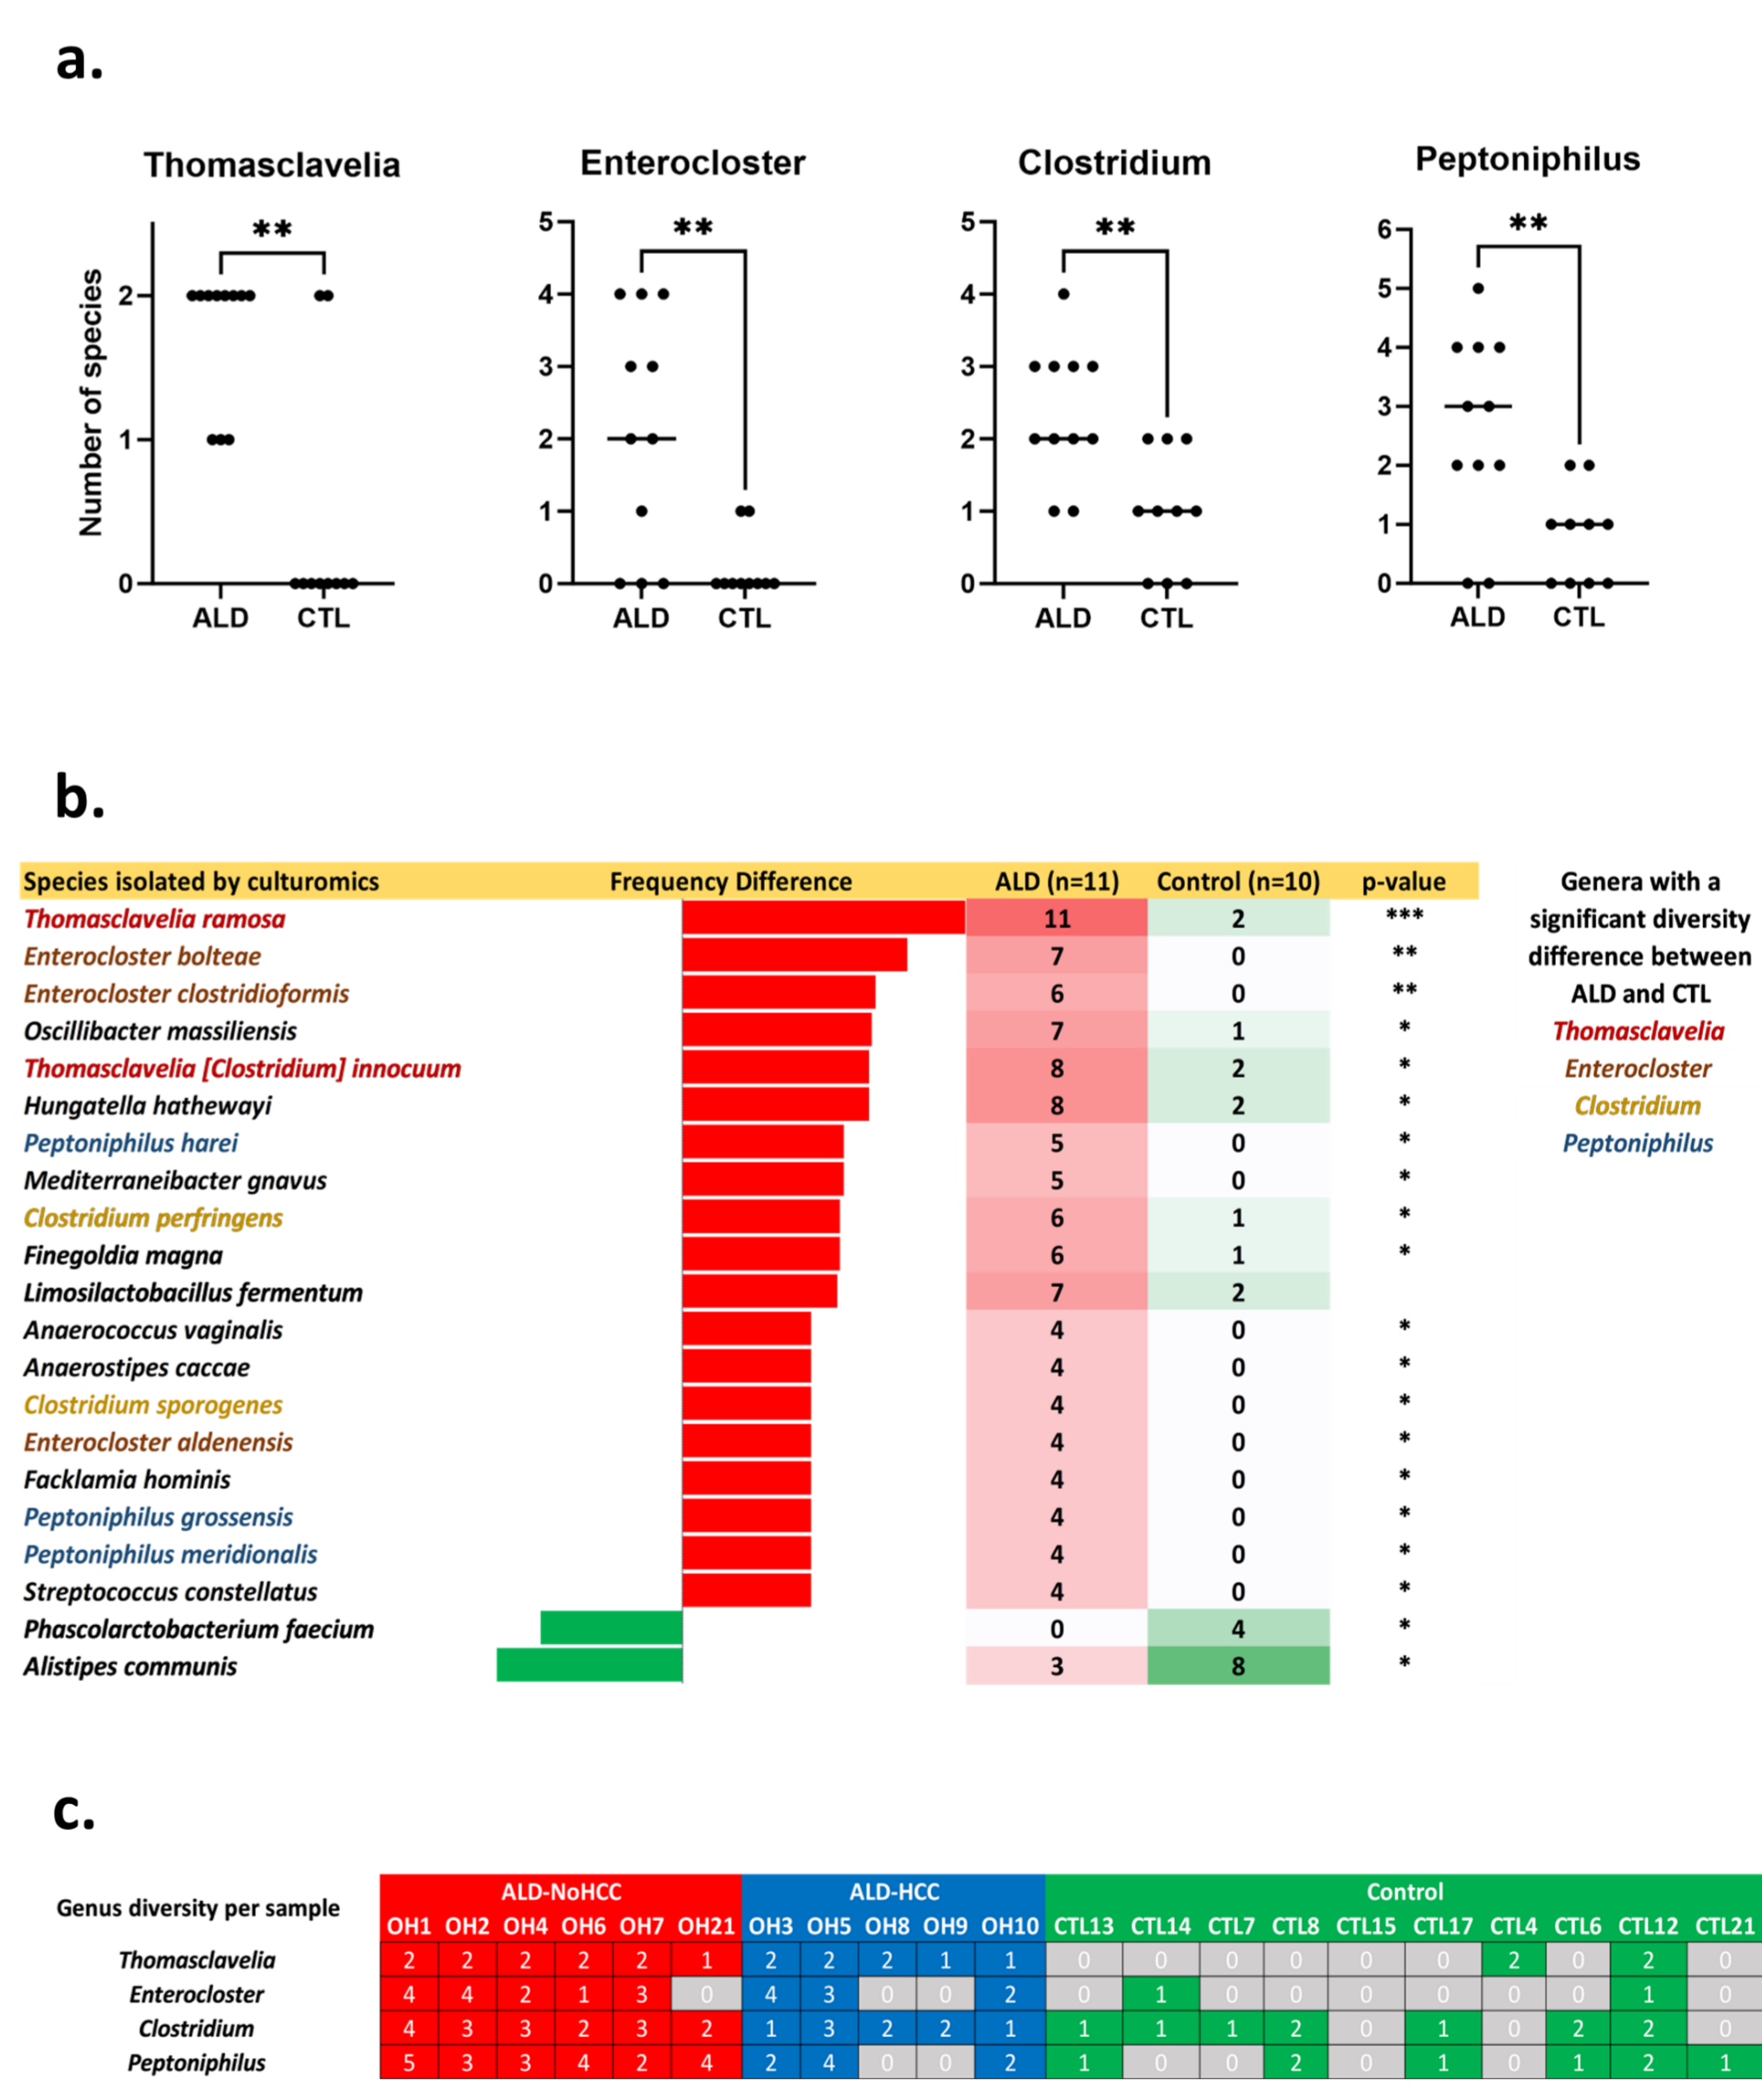 a.
Thomasclavelia Enterocloster Clostridium Peptoniphilus
Number of species
**
2
1
0
ALD CTL
**
5
4
3
2
1
0
ALD CTL
**
5
4
3
2
1
0
ALD CTL
**
6
5
4
3
2
1
0
ALD CTL
b.
Species isolated by culturomics Frequency Difference ALD (n=11) Control (n=10) p-value
Thomasclavelia ramosa 11 2 ***
Enterocloster bolteae 7 0 **
Enterocloster clostridioformis 6 0 **
Oscillibacter massiliensis 7 1 *
Thomasclavelia [Clostridium] innocuum 8 2 *
Hungatella hathewayi 8 2 *
Peptoniphilus harei 5 0 *
Mediterraneibacter gnavus 5 0 *
Clostridium perfringens 6 1 *
Finegoldia magna 6 1 *
Limosilactobacillus fermentum 7 2
Anaerococcus vaginalis 4 0 *
Anaerostipes caccae 4 0 *
Clostridium sporogenes 4 0 *
Enterocloster aldenensis 4 0 *
Facklamia hominis 4 0 *
Peptoniphilus grossensis 4 0 *
Peptoniphilus meridionalis 4 0 *
Streptococcus constellatus 4 0 *
Phascolarctobacterium faecium 0 4 *
Alistipes communis 3 8 *
Genera with a
significant diversity
difference between
ALD and CTL
Thomasclavelia
Enterocloster
Clostridium
Peptoniphilus
c.
Genus diversity per sample
ALD-NoHCC ALD-HCC Control
OH1 OH2 OH4 OH6 OH7 OH21 OH3 OH5 OH8 OH9 OH10 CTL13 CTL14 CTL7 CTL8 CTL15 CTL17 CTL4 CTL6 CTL12 CTL21
Thomasclavelia 2 2 2 2 2 1 2 2 2 1 1 0 0 0 0 0 0 2 0 2 0
Enterocloster 4 4 2 1 3 0 4 3 0 0 2 0 1 0 0 0 0 0 0 1 0
Clostridium 4 3 3 2 3 2 1 3 2 2 1 1 1 1 2 0 1 0 2 2 0
Peptoniphilus 5 3 3 4 2 4 2 4 0 0 2 1 0 0 2 0 1 0 1 2 1